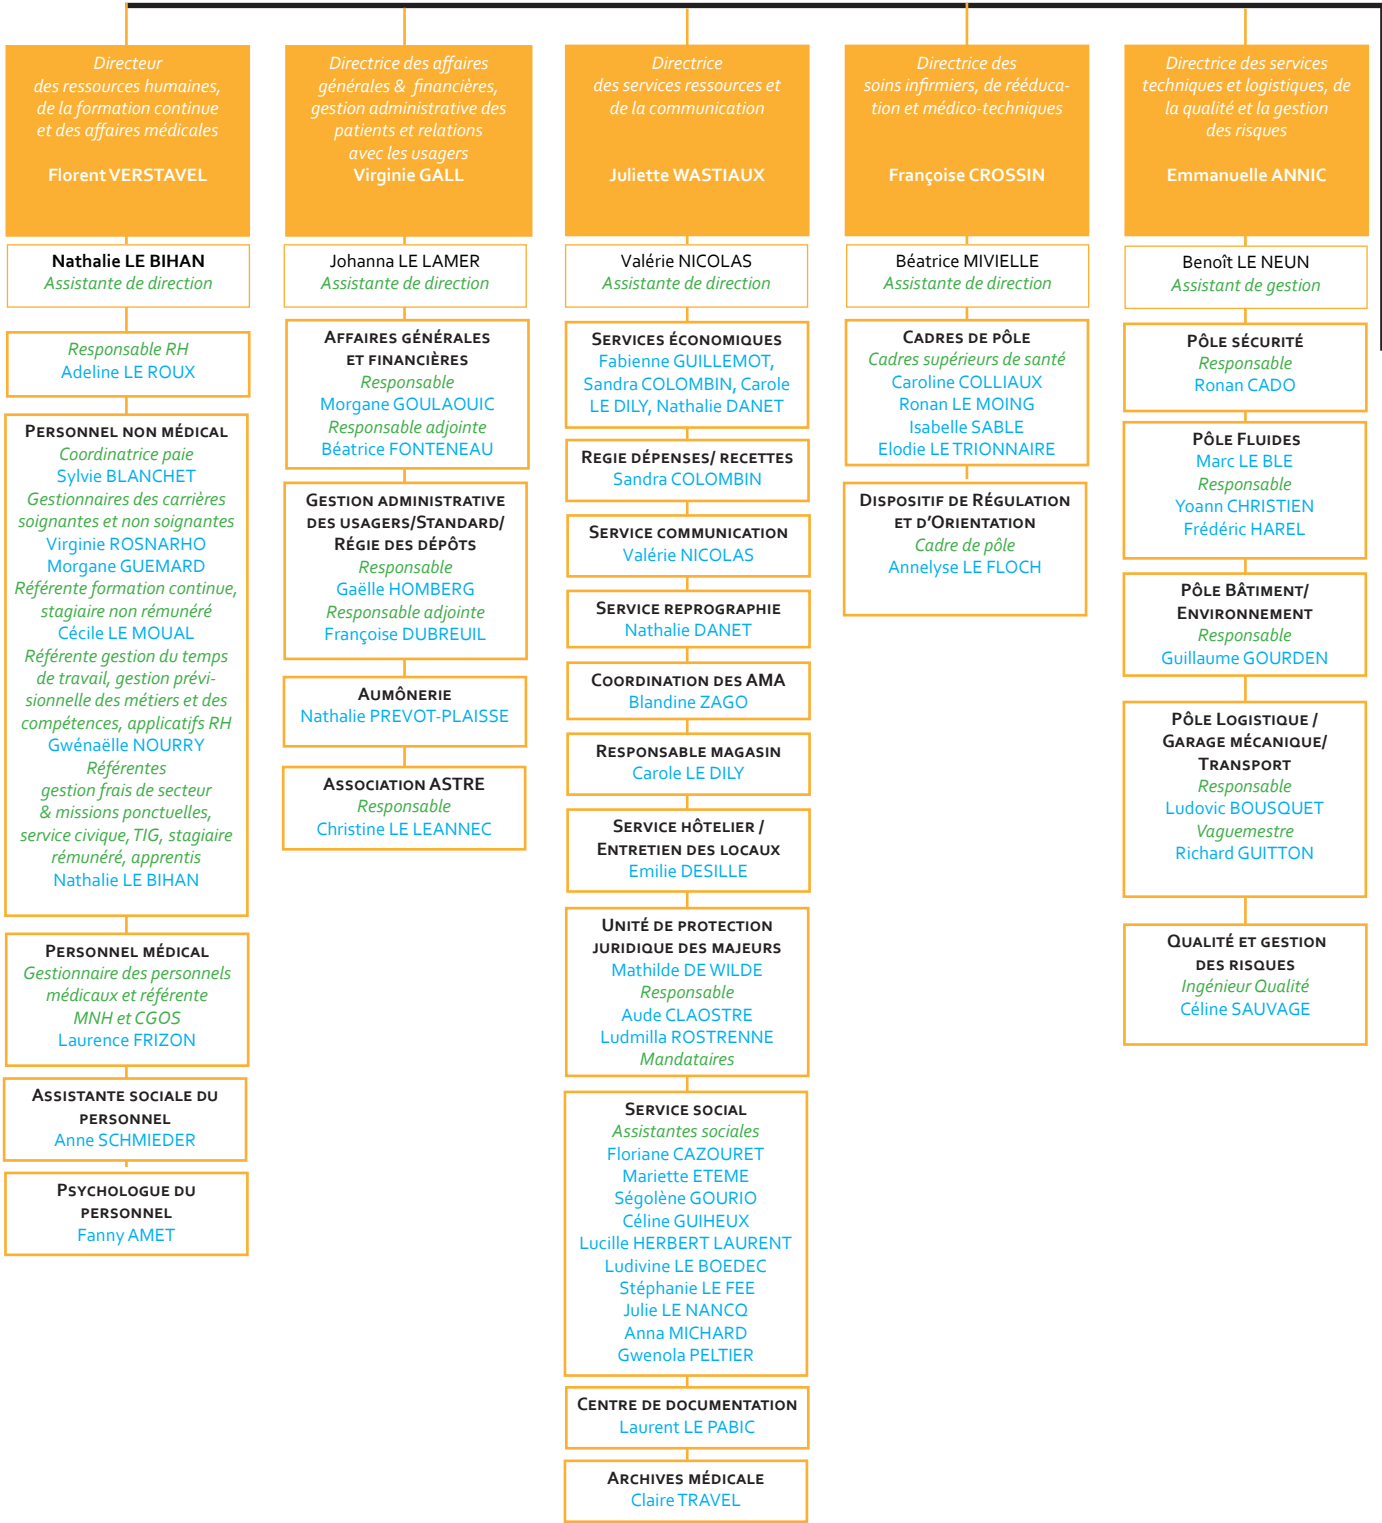 Directeur
des ressources humaines,
de la formation continue
et des affaires médicales
Florent VERSTAVEL
Nathalie LE BIHAN
Assistante de direction
Responsable RH
Adeline LE ROUX
Personnel non médical
Coordinatrice paie
Sylvie BLANCHET
Gestionnaires des carrières
soignantes et non soignantes
Virginie ROSNARHO
Morgane GUEMARD
Référente formation continue,
stagiaire non rémunéré
Cécile LE MOUAL
Référente gestion du temps
de travail, gestion prévi-
sionnelle des métiers et des
compétences, applicatifs RH
Gwénaëlle NOURRY
Référentes
gestion frais de secteur
& missions ponctuelles,
service civique, TIG, stagiaire
rémunéré, apprentis
Nathalie LE BIHAN
Personnel médical
Gestionnaire des personnels
médicaux et référente
MNH et CGOS
Laurence FRIZON
Assistante sociale du
personnel
Anne SCHMIEDER
Psychologue du
personnel
Fanny AMET
Directrice des affaires
générales & financières,
gestion administrative des
patients et relations
avec les usagers
Virginie GALL
Johanna LE LAMER
Assistante de direction
Affaires générales
et financières
Responsable
Morgane GOULAOUIC
Responsable adjointe
Béatrice FONTENEAU
Gestion administrative
des usagers/Standard/
Régie des dépôts
Responsable
Gaëlle HOMBERG
Responsable adjointe
Françoise DUBREUIL
Aumônerie
Nathalie PREVOT-PLAISSE
Association ASTRE
Responsable
Christine LE LEANNEC
Directrice
des services ressources et
de la communication
Juliette WASTIAUX
Valérie NICOLAS
Assistante de direction
Services économiques
Fabienne GUILLEMOT,
Sandra COLOMBIN, Carole
LE DILY, Nathalie DANET
Regie dépenses/ recettes
Sandra COLOMBIN
Service communication
Valérie NICOLAS
Service reprographie
Nathalie DANET
Coordination des AMA
Blandine ZAGO
Responsable magasin
Carole LE DILY
Service hôtelier /
Entretien des locaux
Emilie DESILLE
Unité de protection
juridique des majeurs
Mathilde DE WILDE
Responsable
Aude CLAOSTRE
Ludmilla ROSTRENNE
Mandataires
Service social
Assistantes sociales
Floriane CAZOURET
Mariette ETEME
Ségolène GOURIO
Céline GUIHEUX
Lucille HERBERT LAURENT
Ludivine LE BOEDEC
Stéphanie LE FEE
Julie LE NANCQ
Anna MICHARD
Gwenola PELTIER
Centre de documentation
Laurent LE PABIC
Archives médicale
Claire TRAVEL
Directrice des
soins infirmiers, de rééduca-
tion et médico-techniques
Françoise CROSSIN
Béatrice MIVIELLE
Assistante de direction
Cadres de pôle
Cadres supérieurs de santé
Caroline COLLIAUX
Ronan LE MOING
Isabelle SABLE
Elodie LE TRIONNAIRE
Dispositif de Régulation
et d'Orientation
Cadre de pôle
Annelyse LE FLOCH
Directrice des services
techniques et logistiques, de
la qualité et la gestion
des risques
Emmanuelle ANNIC
Benoît LE NEUN
Assistant de gestion
Pôle sécurité
Responsable
Ronan CADO
Pôle Fluides
Marc LE BLE
Responsable
Yoann CHRISTIEN
Frédéric HAREL
Pôle Bâtiment/
Environnement
Responsable
Guillaume GOURDEN
Pôle Logistique /
Garage mécanique/
Transport
Responsable
Ludovic BOUSQUET
Vaguemestre
Richard GUITTON
Qualité et gestion
des risques
Ingénieur Qualité
Céline SAUVAGE